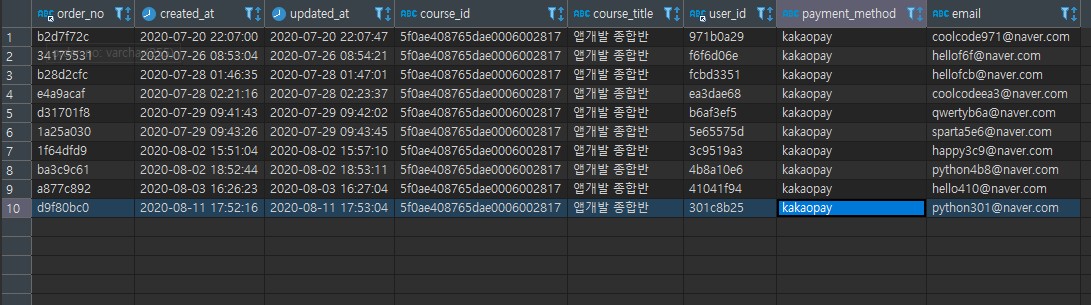 order_no created_at updated_at course_id course_title user_id payment_method email
1 b2d7f72c 2020-07-20 22:07:00 2020-07-20 22:07:47 5f0ae408765dae0006002817 앱개발 종합반 971b0a29 kakaopay coolcode971@naver.com
2 34175531 2020-07-26 08:53:04 2020-07-26 08:54:21 5f0ae408765dae0006002817 앱개발 종합반 f6f6d06e kakaopay hellof6f@naver.com
3 b28d2cfc 2020-07-28 01:46:35 2020-07-28 01:47:01 5f0ae408765dae0006002817 앱개발 종합반 fcbd3351 kakaopay hellofcb@naver.com
4 e4a9acaf 2020-07-28 02:21:16 2020-07-28 02:23:37 5f0ae408765dae0006002817 앱개발 종합반 ea3dae68 kakaopay coolcodeea3@naver.com
5 d31701f8 2020-07-29 09:41:43 2020-07-29 09:42:02 5f0ae408765dae0006002817 앱개발 종합반 b6af3ef5 kakaopay qwertyb6a@naver.com
6 1a25a030 2020-07-29 09:43:26 2020-07-29 09:43:45 5f0ae408765dae0006002817 앱개발 종합반 5e65575d kakaopay sparta5e6@naver.com
7 1f64dfd9 2020-08-02 15:51:04 2020-08-02 15:57:10 5f0ae408765dae0006002817 앱개발 종합반 3c9519a3 kakaopay happy3c9@naver.com
8 ba3c9c61 2020-08-02 18:52:44 2020-08-02 18:53:11 5f0ae408765dae0006002817 앱개발 종합반 4b8a10e6 kakaopay python4b8@naver.com
9 a877c892 2020-08-03 16:26:23 2020-08-03 16:27:04 5f0ae408765dae0006002817 앱개발 종합반 41041f94 kakaopay hello410@naver.com
10 d9f80bc0 2020-08-11 17:52:16 2020-08-11 17:53:04 5f0ae408765dae0006002817 앱개발 종합반 301c8b25 kakaopay python301@naver.com